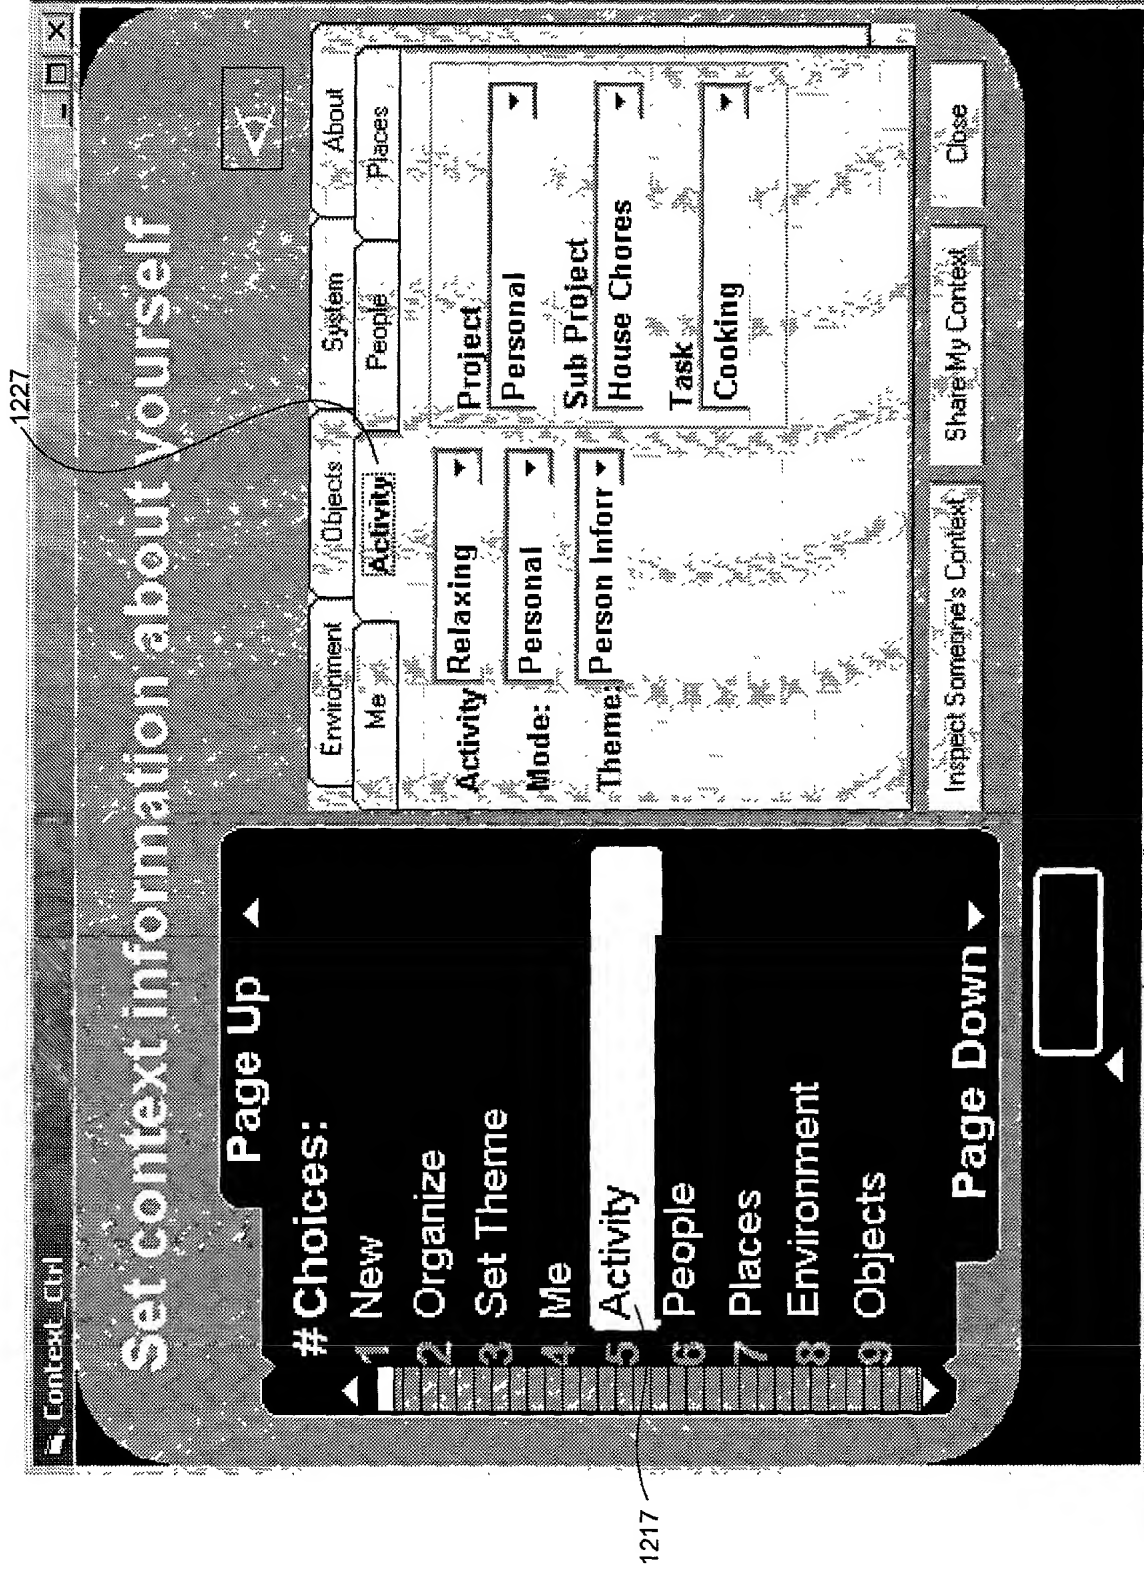 1227
Context_Ctrl
Set context information about yourself
Page Up
#Choices:
1 New
2 Organize
3 Set Theme
4 Me
5 Activity
6 People
7 Places
8 Environment
9 Objects
Page Down
Environment Objects System About
Me Activity People Places
Activity Relaxing
Mode: Personal
Theme: Person Inforr
Project
Personal
Sub Project
House Chores
Task
Cooking
Inspect Someone's Context Share My Context Close
1217